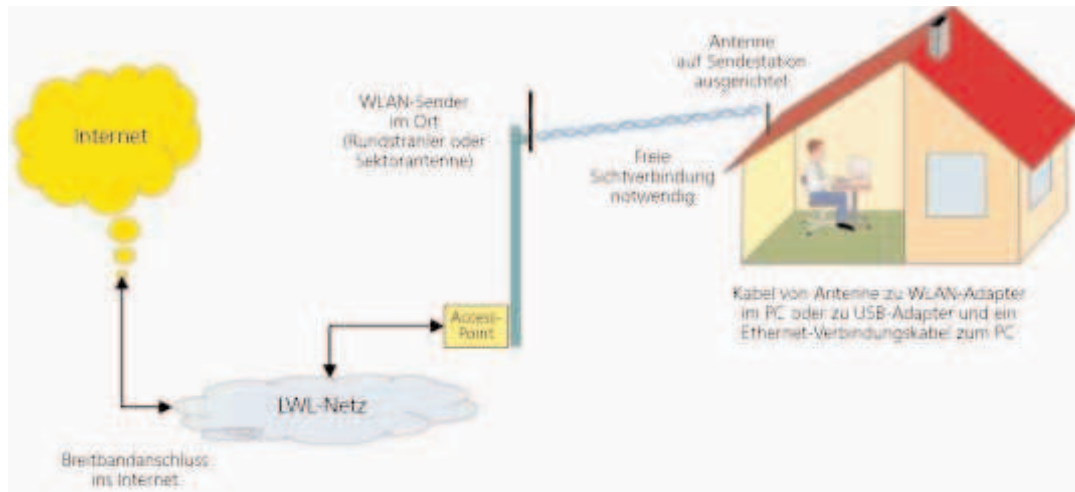 Internet
WLAN-Sender
im Ort
(Rundstrahler oder
Sektorantenne)
Antenne
auf Sendestation
ausgerichtet
Freie
Sichtverbindung
notwendig
Kabel von Antenne zu WLAN-Adapter
im PC oder zu USB-Adapter und ein
Ethernet-Verbindungskabel zum PC
Access-
Point
LWL-Netz
Breitbandanschluss
ins Internet